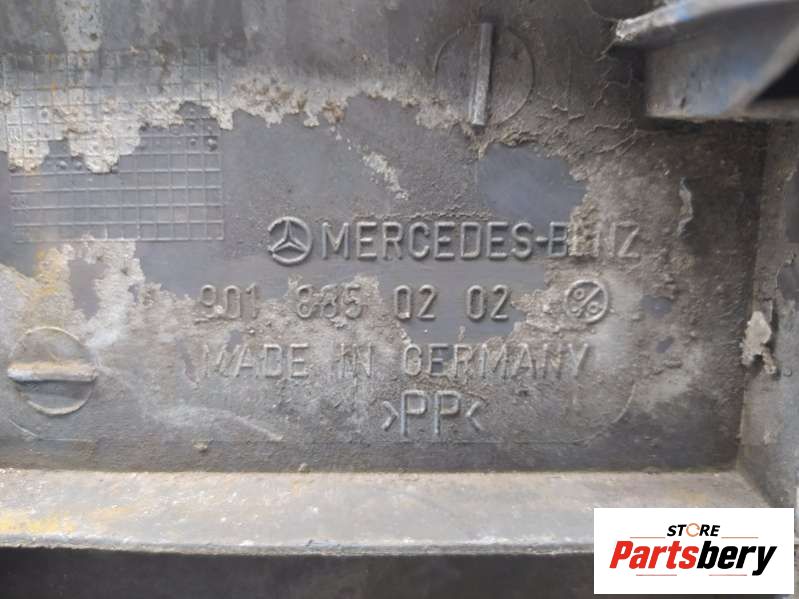 MERCEDES-BENZ
901 885 02 02
MADE IN GERMANY
>PP<
STORE
Partsbery